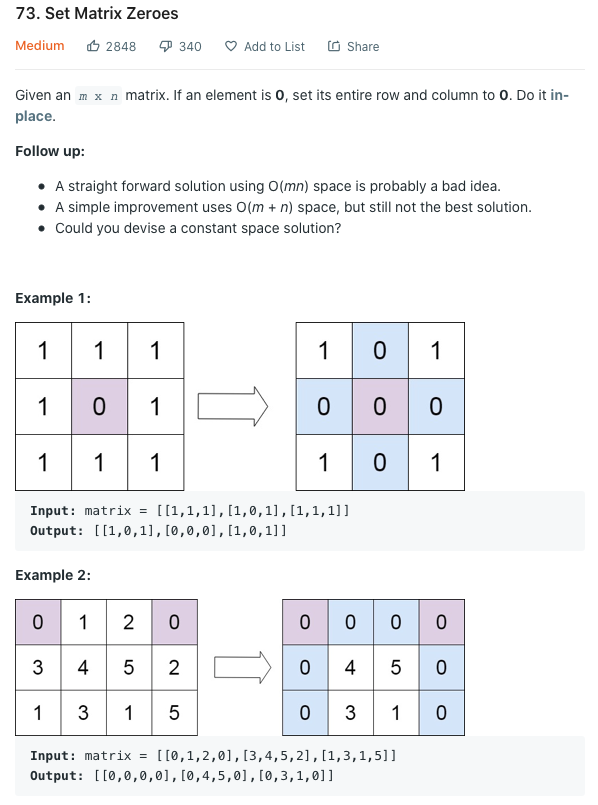 73. Set Matrix Zeroes
Medium 2848 340 Add to List Share
Given an m x n matrix. If an element is 0, set its entire row and column to 0. Do it in-
place.
Follow up:
• A straight forward solution using O(mn) space is probably a bad idea.
• A simple improvement uses O(m + n) space, but still not the best solution.
• Could you devise a constant space solution?
Example 1:
1 1 1 1 0 1
1 0 1 0 0 0
1 1 1 1 0 1
Input: matrix = [[1,1,1],[1,0,1],[1,1,1]]
Output: [[1,0,1],[0,0,0],[1,0,1]]
Example 2:
0 1 2 0 0 0 0 0
3 4 5 2 0 4 5 0
1 3 1 5 0 3 1 0
Input: matrix = [[0,1,2,0],[3,4,5,2],[1,3,1,5]]
Output: [[0,0,0,0],[0,4,5,0],[0,3,1,0]]